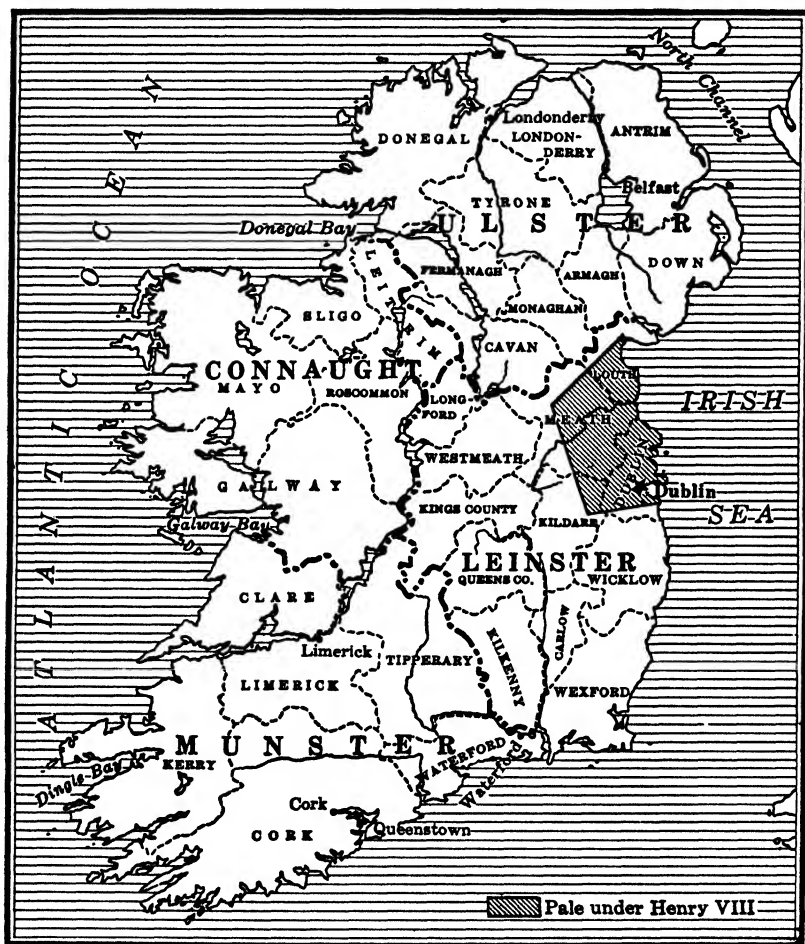 North Channel
ATLANTIC OCEAN
DONEGAL
Londonderry
LONDON-
DERRY
ANTRIM
Belfast
TYRONE
ULSTER
Donegal Bay
DOWN
FERMANAGH
ARMAGH
LEITRIM
MONAGHAN
SLIGO
CAVAN
CONNAUGHT
MAYO
ROSCOMMON
LONG
FORD
LOUTH
IRISH
SEA
MEATH
WESTMEATH
GALWAY
DUBLIN
Dublin
KINGS COUNTY
KILDARE
Galway-Bay
LEINSTER
QUEENS CO.
WICKLOW
CLARE
CARLOW
Limerick
TIPPERARY
KILKENNY
LIMERICK
WEXFORD
MUNSTER
WATERFORD
Waterford
KERRY
Dingle-Bay
Cork
Queenstown
CORK
Pale under Henry VIII